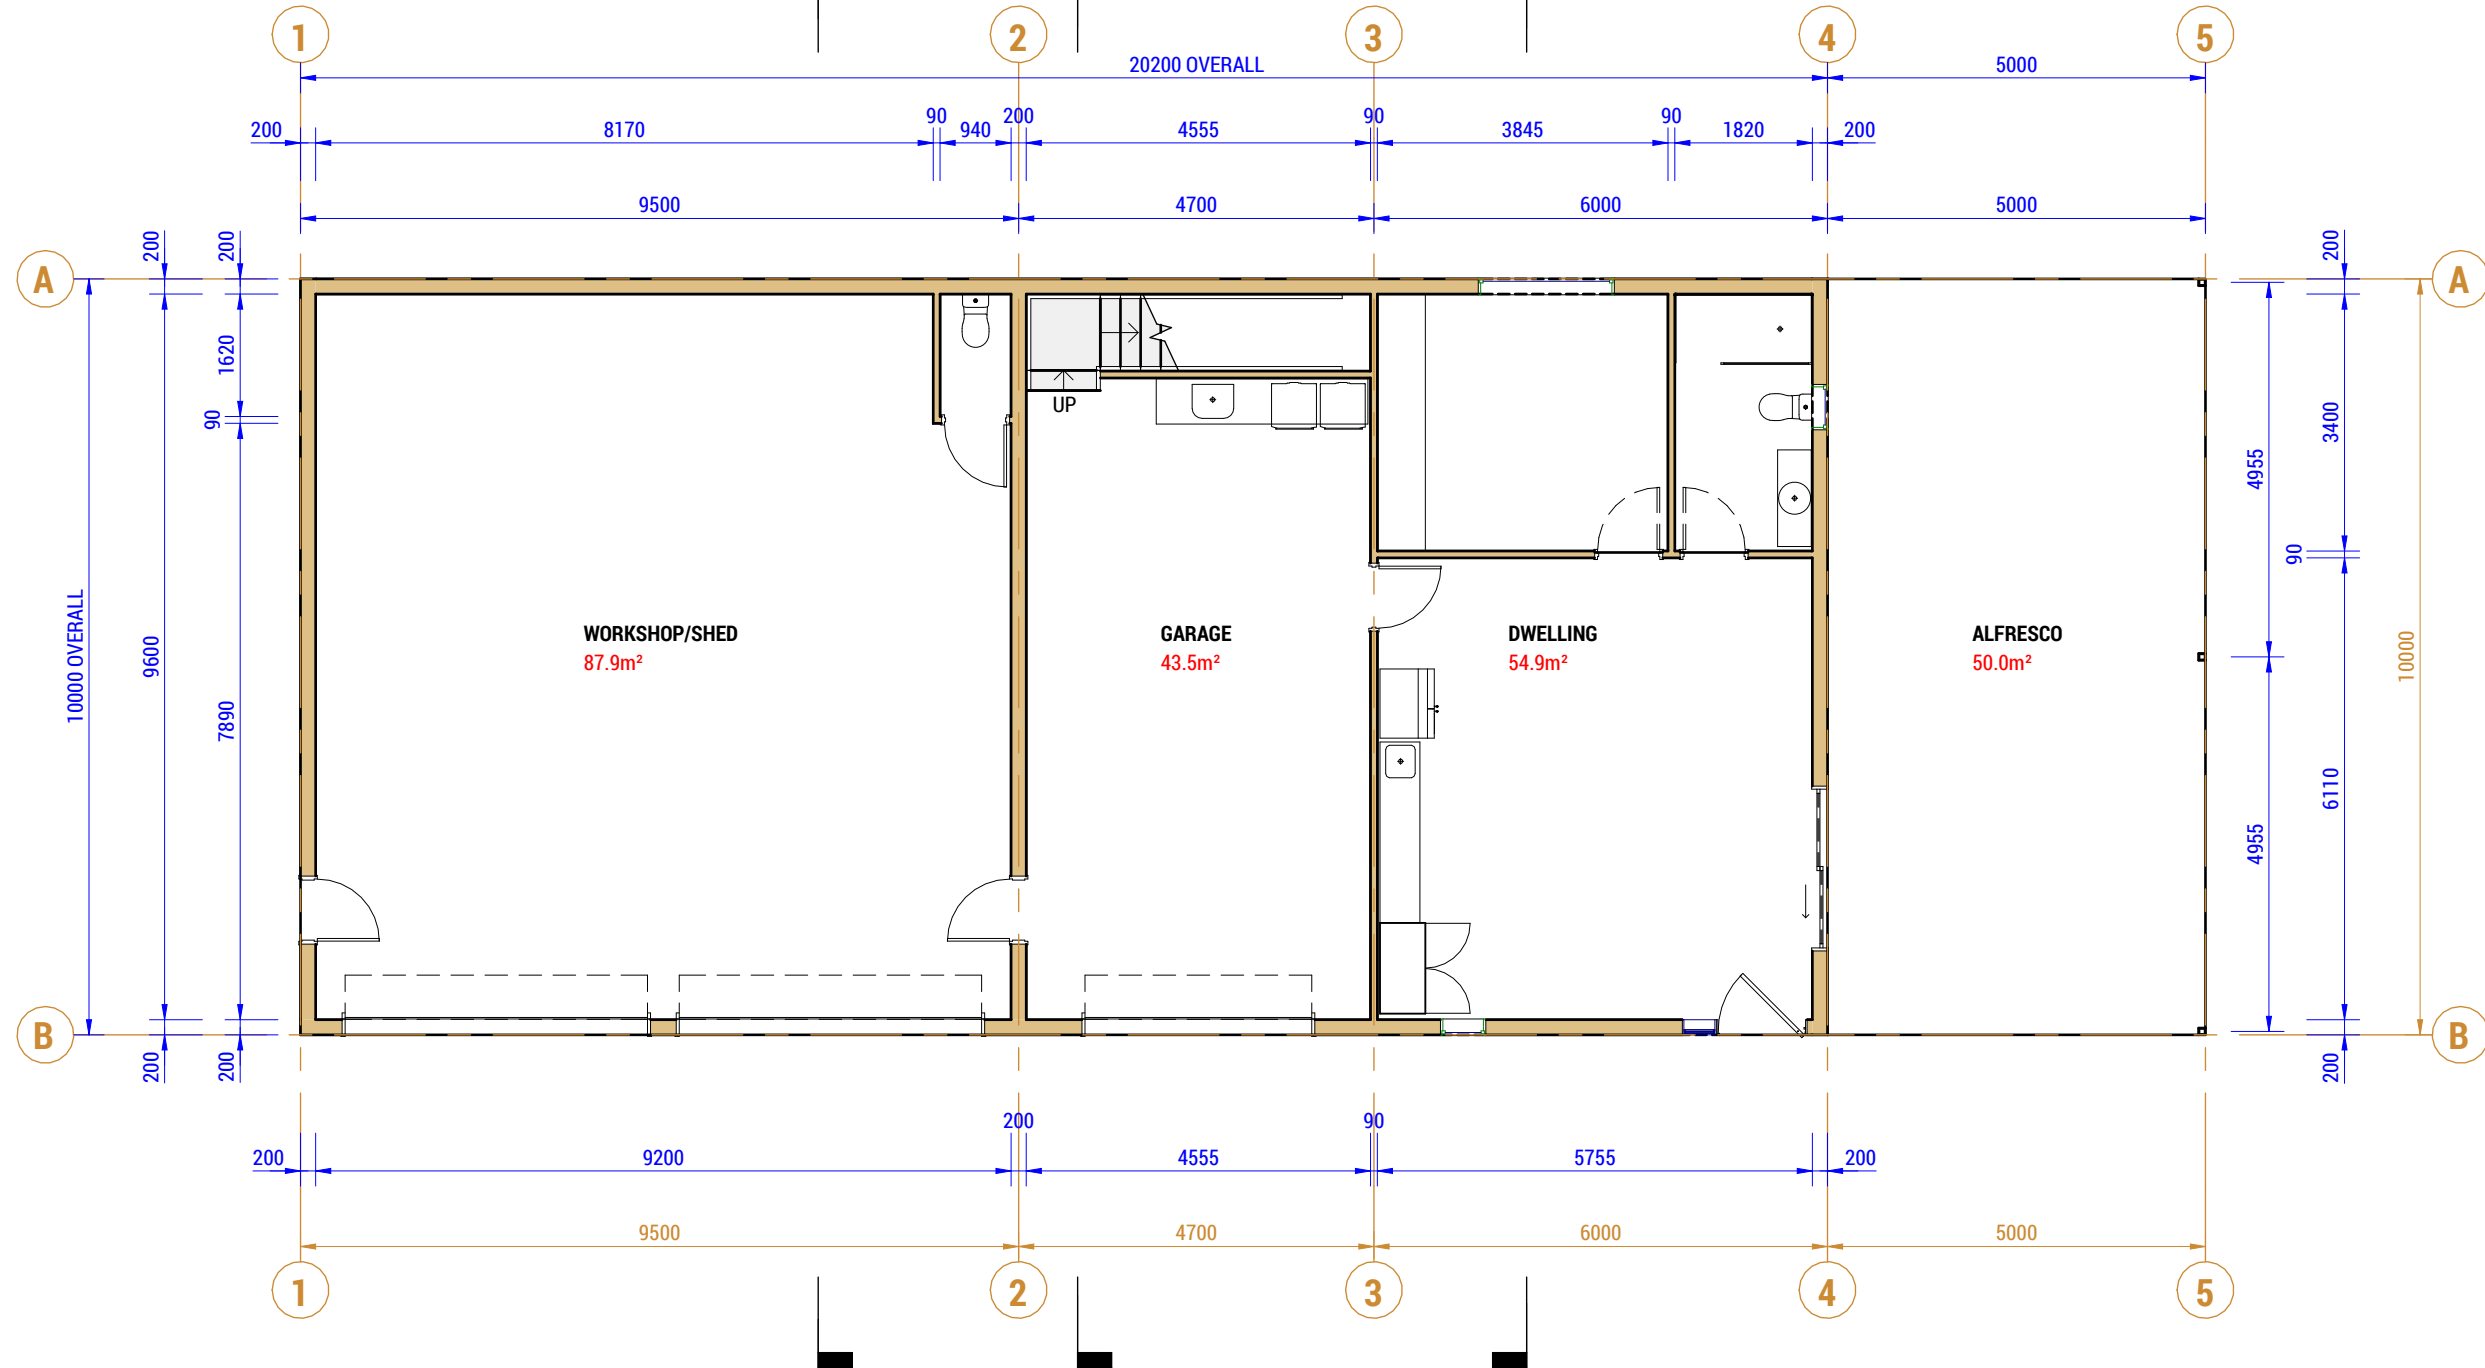 1 2 3 4 5
20200 OVERALL 5000
200 8170 90 940 200 4555 90 3845 90 1820 200
9500 4700 6000 5000
A 200 200 200 A
1620
90
UP
3400
4955
90
10000 OVERALL
9600
7890
WORKSHOP/SHED
87.9m²
GARAGE
43.5m²
DWELLING
54.9m²
ALFRESCO
50.0m²
10000
6110
4955
B 200 200 200 B
200 9200 200 4555 90 5755 200
9500 4700 6000 5000
1 2 3 4 5